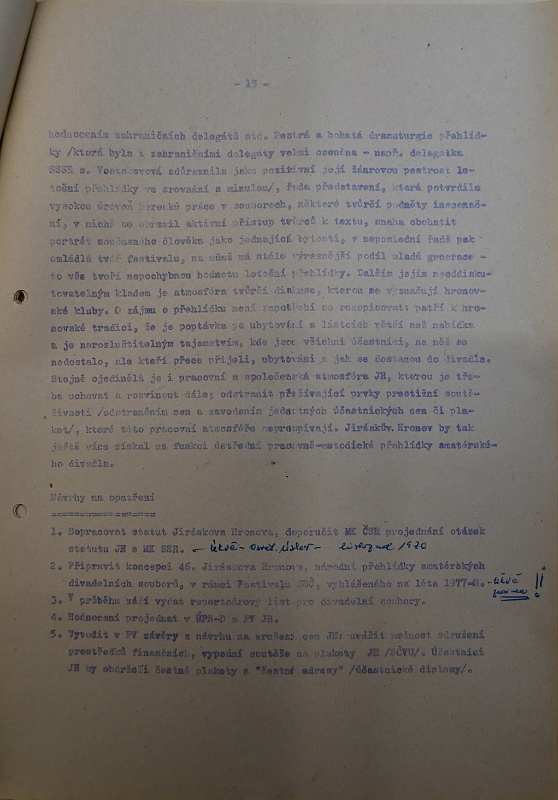 - 15 -
hodnocením zahraničních delegátů atd. Pestrá a bohatá dramaturgie přehlíd-
ky /která byla i zahraničními delegáty velmi oceněna - např. delegátka
SSSR s. zdůraznila jako pozitivní její žánrovou pestrost le-
tošní přehlídky ve srovnání s minulou/, řada představení, která potvrdila
vysokou úroveň herecké práce v souborech, některé tvůrčí podněty inscenač-
ní, v nichž se obrazil aktivní přístup tvůrců k textu, snaha obohatit
portrét současného člověka jako jednající bytosti, v neposlední řadě pak
omládlá tvář festivalu, na němž má stále výraznější podíl mladá generace -
to vše tvoří nepochybnou hodnotu letošní přehlídky. Dalším jejím neddisku-
tovatelným kladem je atmosféra tvůrčí diskuse, kterou se vyznačují hronov-
ské kluby. O zájmu o přehlídku není zapotřebí se rozepisovat: patří k hro-
novské tradici, že je poptávka po ubytování a lístcích větší než nabídka
a je nerozluštitelným tajemstvím, kde jsou všichni účastníci, na něž se
nedostalo, ale kteří přece přijeli, ubytováni a jak se dostanou do divadla.
Stejně ojedinělá je i pracovní a společenská atmosféra JH, kterou je tře-
ba uchovat a rozvinout dále; odstranit přežívající prvky prestižní soutě-
živosti /odstraněním cen a zavedením jednotných účastnických cen či pla-
ket/, které této pracovní atmosféře neprospívají. Jiráskův Hronov by tak
ještě více získal na funkci ústřední pracovně-metodické přehlídky amatérské-
ho divadla.
Návrhy na opatření
==================
1. Dopracovat statut Jiráskova Hronova, doporučit MK ČSR projednání otázek
statutu JH s MK SSR. -
2. Připravit koncepci 46. Jiráskova Hronova, národní přehlídky amatérských
divadelních souborů, v rámci Festivalu ZUČ, vyhlášeného na léta 1977-8. - !!
3. V průběhu září vydat repertoárový list pro divadelní soubory.
4. Hodnocení projednat v ÚPR-D a PV JH.
5. Vyvodit v PV závěry z návrhu na zrušení cen JH: uvážit možnost sdružení
prostředků finančních, vypsání soutěže na plakety JH /SČVU/. Účastníci
JH by obdrželi čestné plakety a "čestné adresy" /účastnické diplomy/.